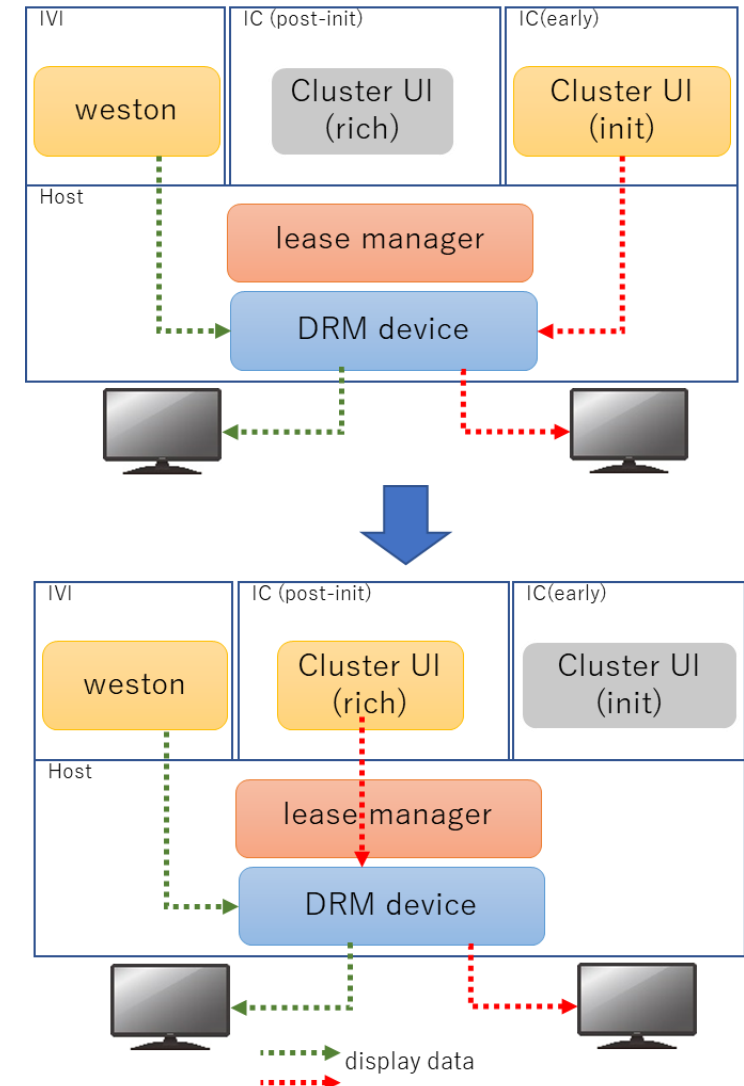 IVI
IC (post-init)
IC(early)
weston
Cluster UI
(rich)
Cluster UI
(init)
Host
lease manager
DRM device
IVI
IC (post-init)
IC(early)
weston
Cluster UI
(rich)
Cluster UI
(init)
Host
lease manager
DRM device
display data